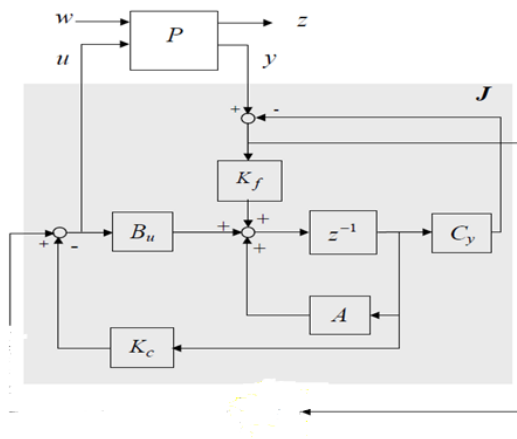 w P z
u y
J
+ -
K_f
+ + +
+ - B_u z⁻¹ C_y
A
K_c